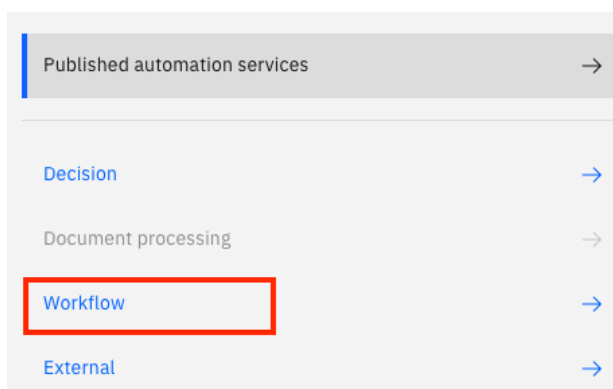 Published automation services
Decision
Document processing
Workflow
External